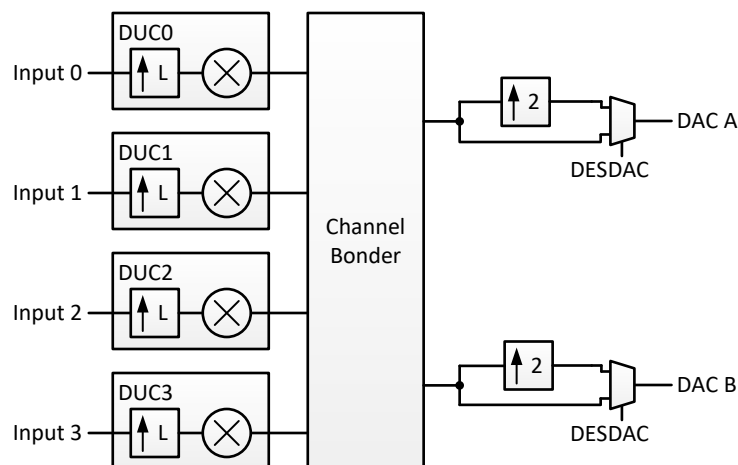 DUC0
Input 0
L
DUC1
Input 1
L
DUC2
Input 2
L
DUC3
Input 3
L
Channel
Bonder
2
DAC A
DESDAC
2
DAC B
DESDAC